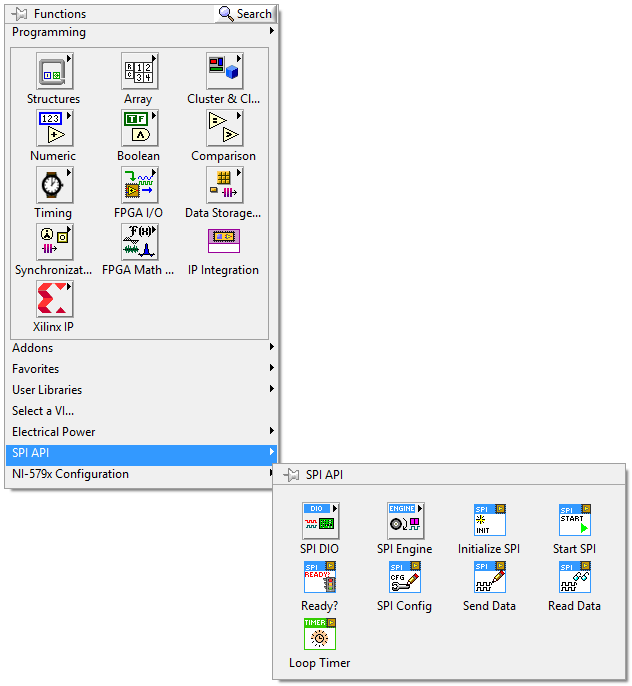 Functions
Search
Programming
Structures
Array
Cluster & Cl...
123
Numeric
T F
Boolean
Comparison
Timing
FPGA I/O
Data Storage...
Synchronizat...
FPGA Math ...
IP Integration
Xilinx IP
Addons
Favorites
User Libraries
Select a VI...
Electrical Power
SPI API
NI-579x Configuration
SPI API
DIO
SPI DIO
ENGINE
SPI Engine
SPI
INIT
Initialize SPI
SPI
START
Start SPI
SPI
READY?
Ready?
SPI
CFG
SPI Config
SPI
Send Data
SPI
Read Data
TIMER
Loop Timer